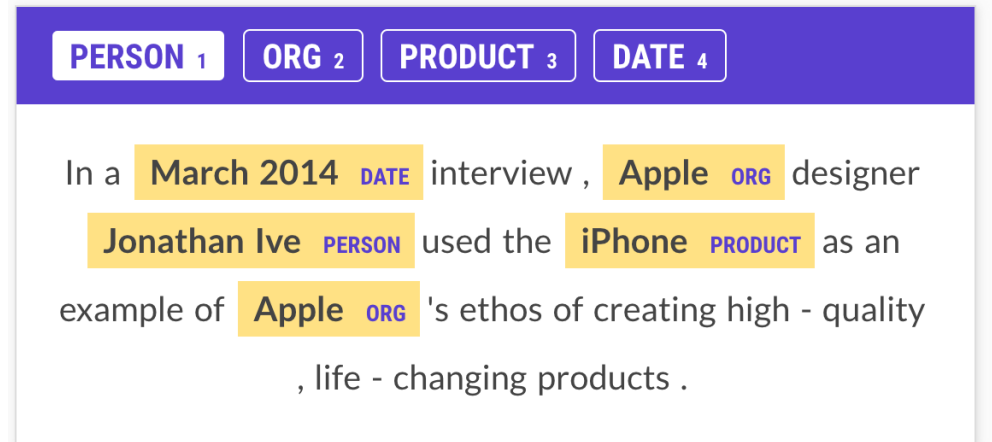 PERSON 1 ORG 2 PRODUCT 3 DATE 4
In a March 2014 DATE interview , Apple ORG designer
Jonathan Ive PERSON used the iPhone PRODUCT as an
example of Apple ORG 's ethos of creating high - quality
, life - changing products .